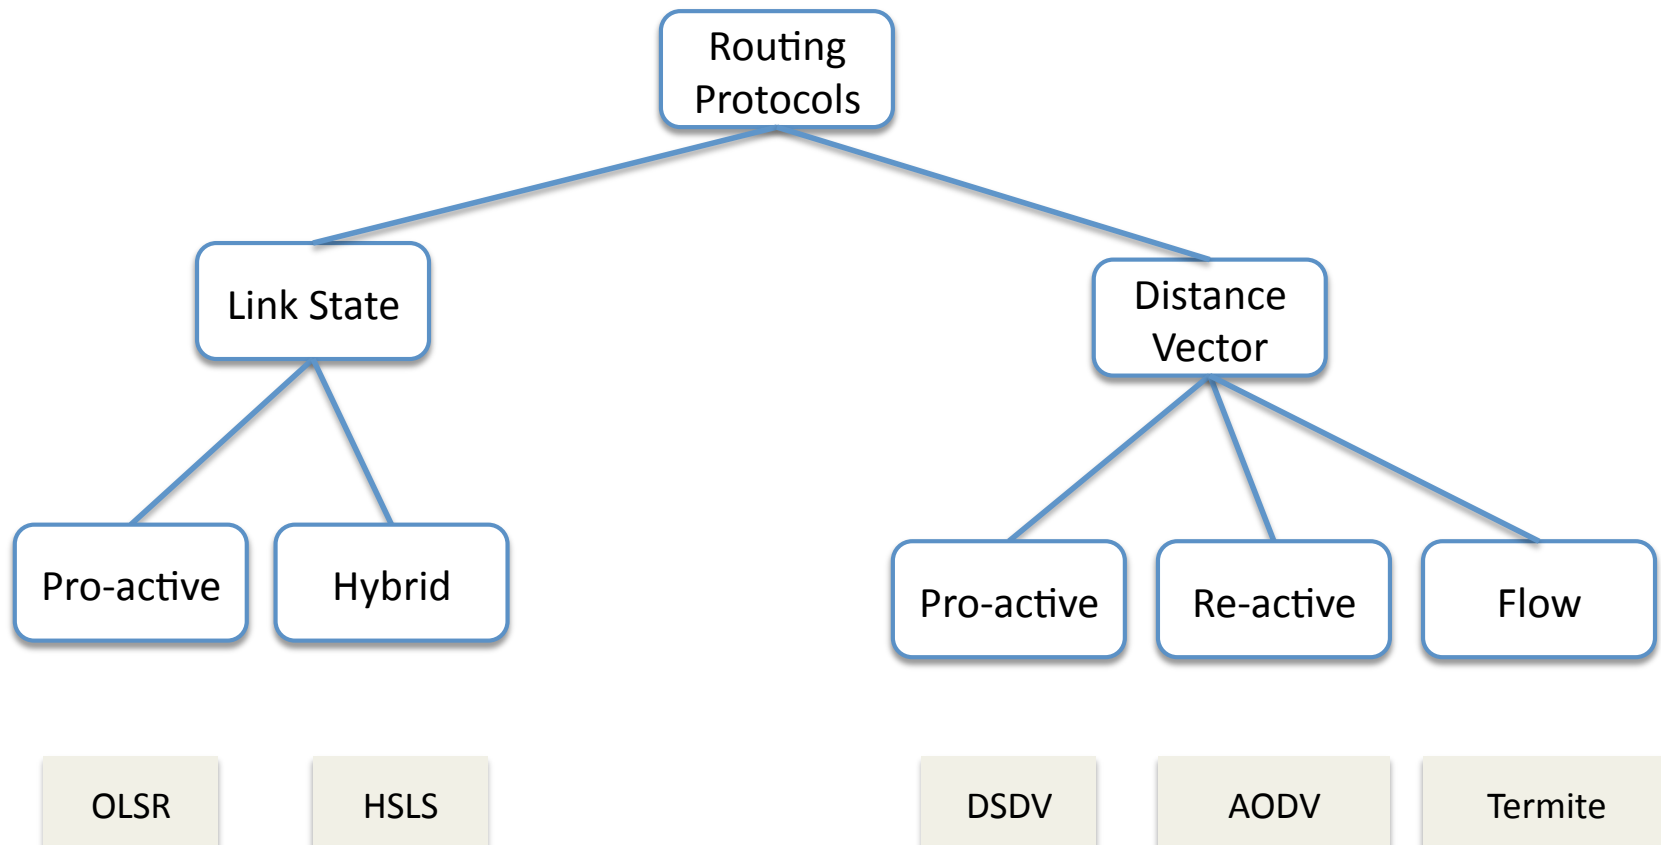 Routing
Protocols
Link State
Distance
Vector
Pro-active
Hybrid
Pro-active
Re-active
Flow
OLSR
HSLS
DSDV
AODV
Termite